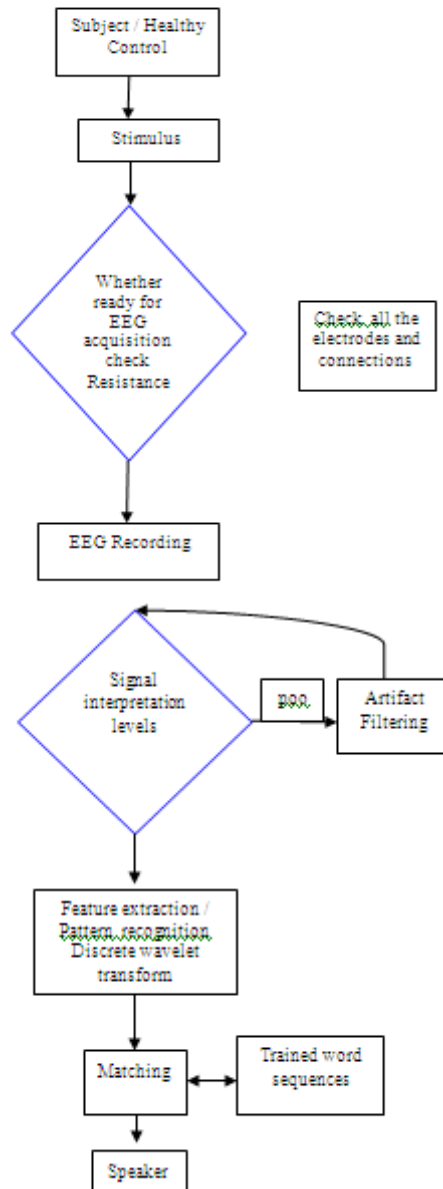 Subject / Healthy
Control
Stimulus
Whether
ready for
EEG
acquisition
check
Resistance
Check all the
electrodes and
connections
EEG Recording
Signal
interpretation
levels
poo
Artifact
Filtering
Feature extraction /
Pattern recognition
Discrete wavelet
transform
Matching
Trained word
sequences
Speaker